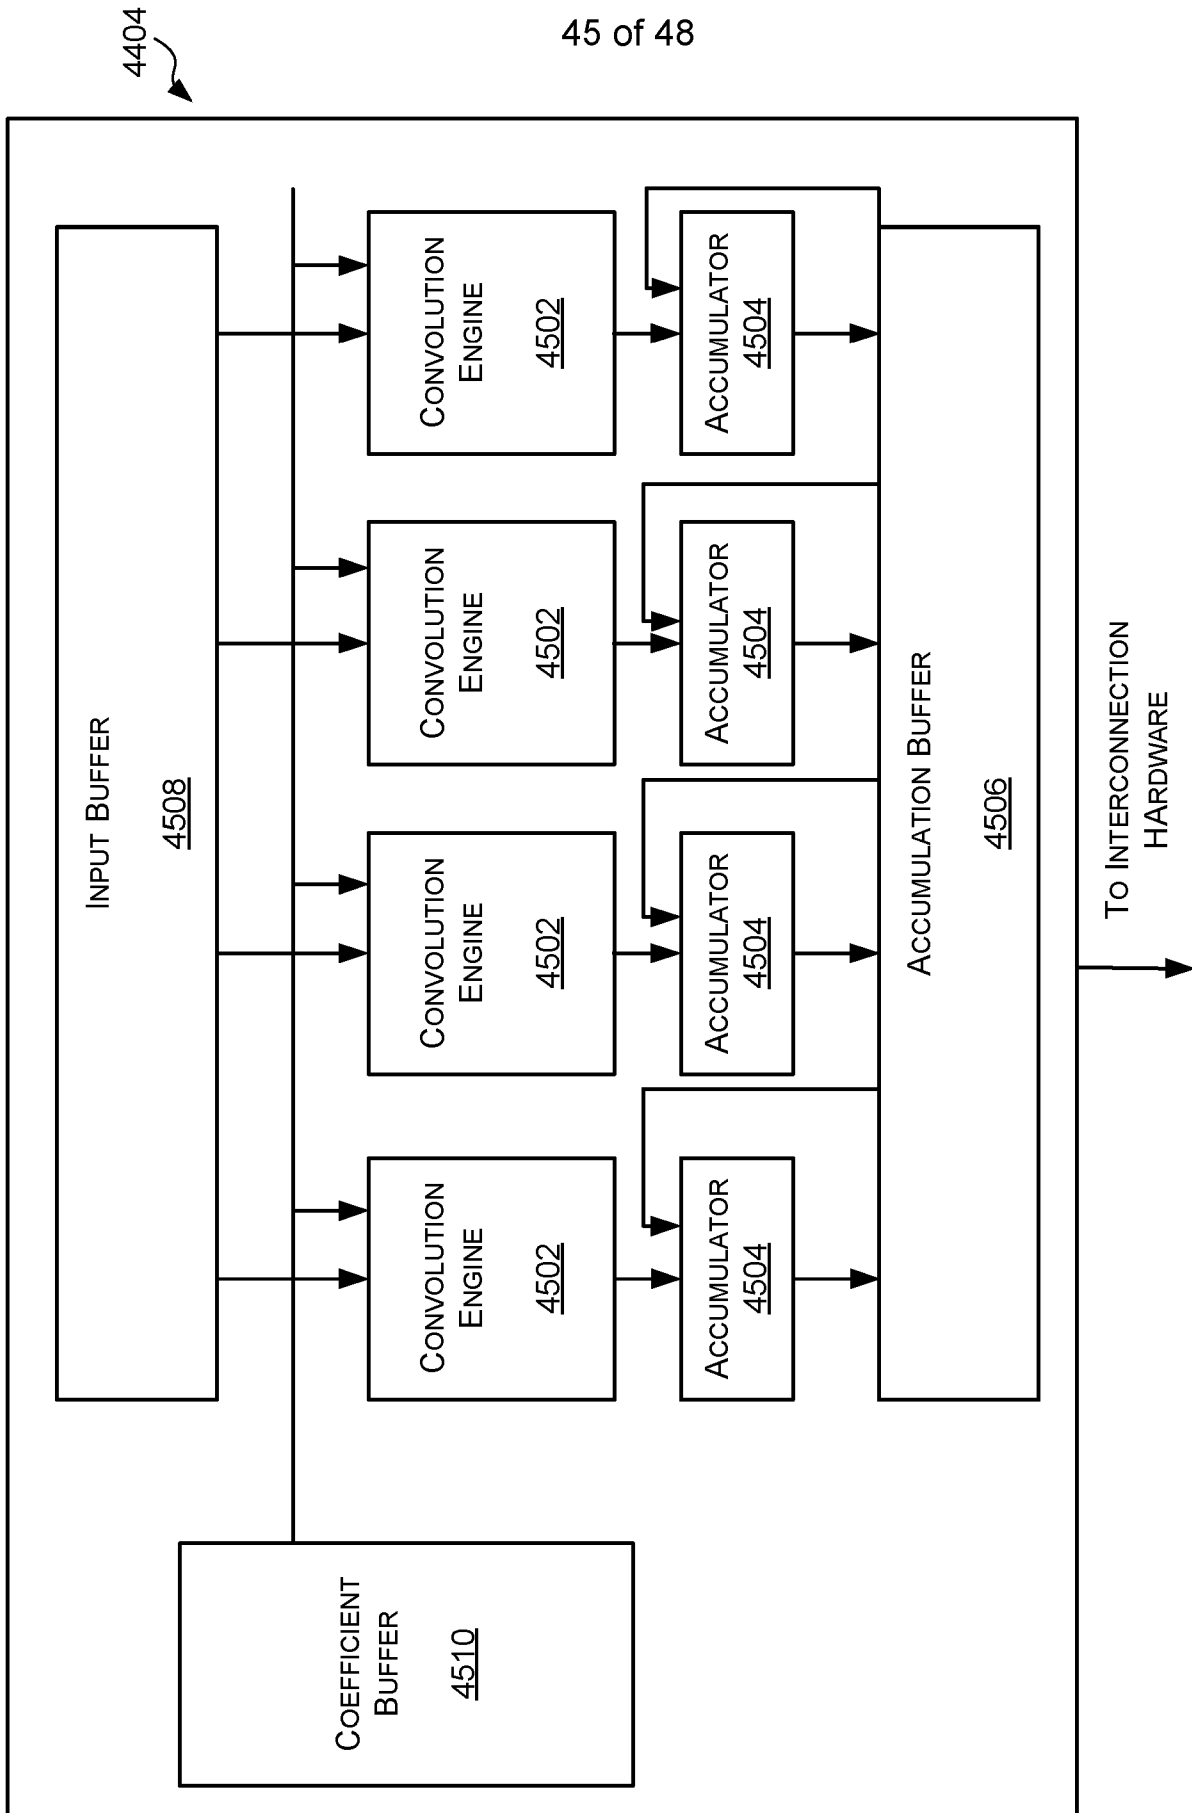 45 of 48
4404
INPUT BUFFER
4508
COEFFICIENT
BUFFER
4510
CONVOLUTION
ENGINE
4502
CONVOLUTION
ENGINE
4502
CONVOLUTION
ENGINE
4502
CONVOLUTION
ENGINE
4502
ACCUMULATOR
4504
ACCUMULATOR
4504
ACCUMULATOR
4504
ACCUMULATOR
4504
ACCUMULATION BUFFER
4506
TO INTERCONNECTION
HARDWARE